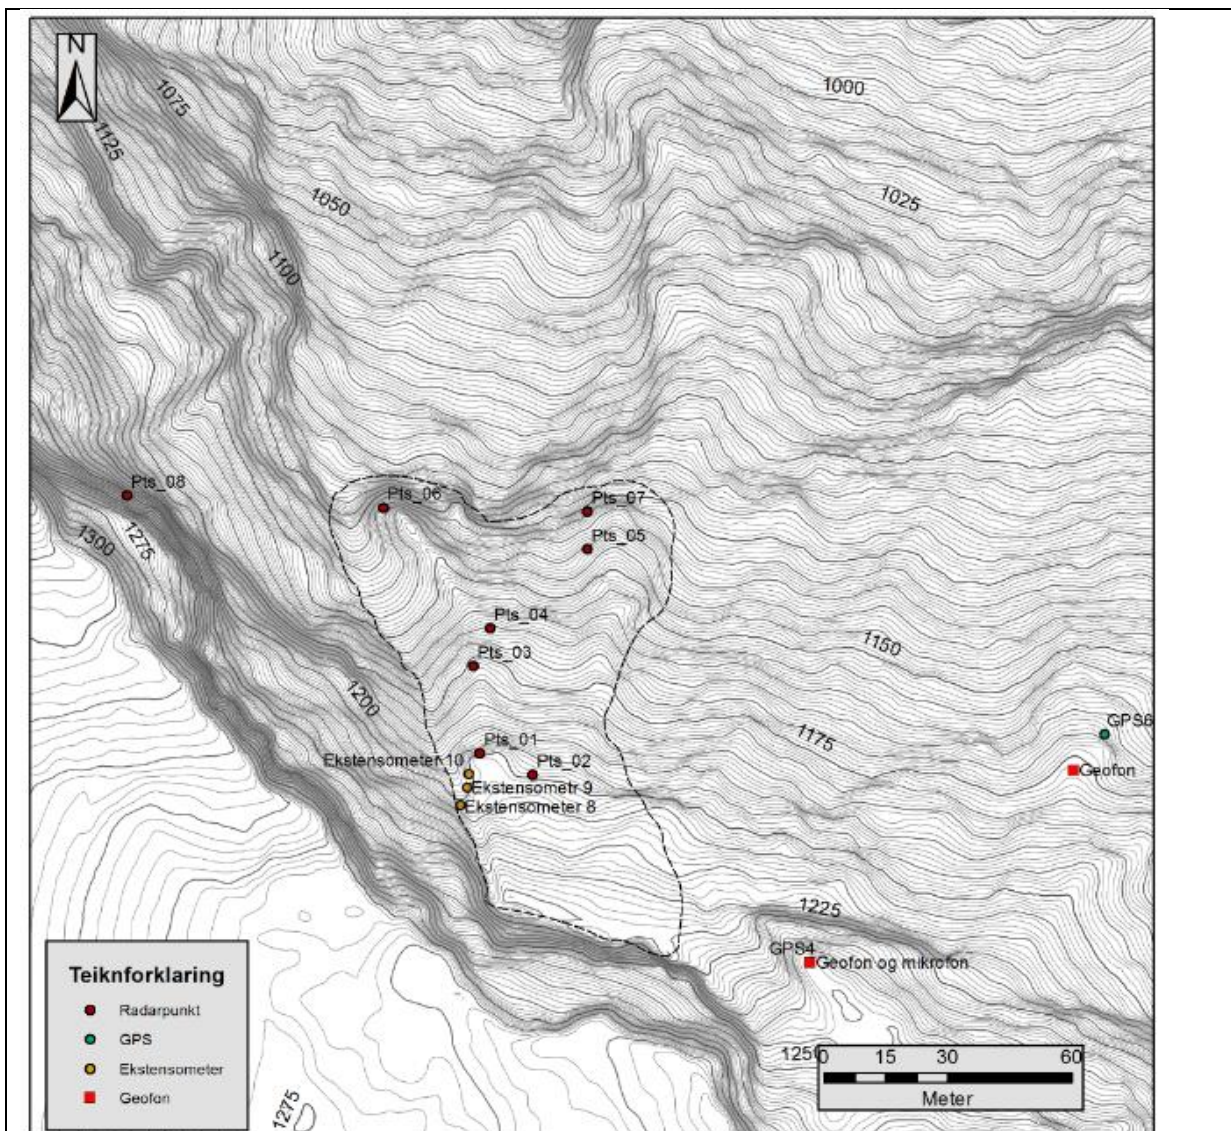 N
1000
1075
1125
1050
1025
1100
Pts_08
Pts_06
Pts_07
1275
1300
Pts_05
Pts_04
1150
Pts_03
1200
GPS6
1175
Pts_01
Ekstensometer 10
Pts_02
Geofon
Ekstensometr 9
Ekstensometer 8
1225
GPS4
Geofon og mikrofon
Teiknforklaring
Radarpunkt
GPS
Ekstensometer
Geofon
1275
1250
0 15 30 60
Meter